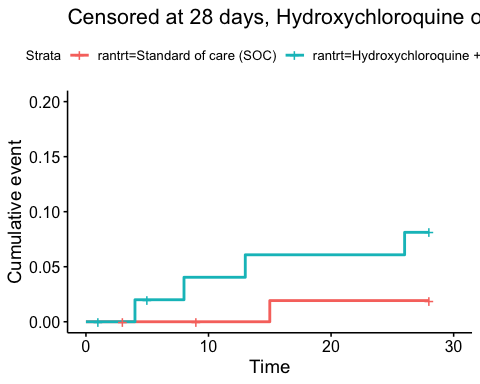 Censored at 28 days, Hydroxychloroquine o
Strata rantrt=Standard of care (SOC) rantrt=Hydroxychloroquine +
0.20
0.15
0.10
0.05
0.00
Cumulative event
0 10 20 30
Time